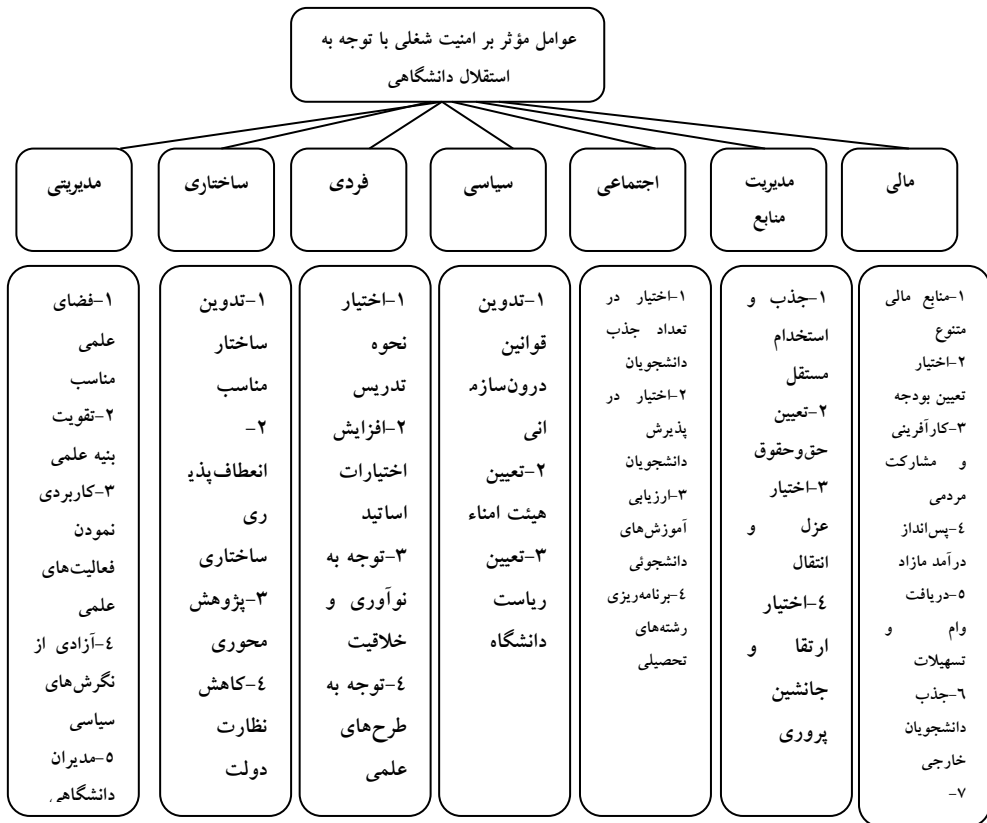 عوامل مؤثر بر امنیت شغلی با توجه به
استقلال دانشگاهی
مالی
مدیریت
منابع
اجتماعی
سیاسی
فردی
ساختاری
مدیریتی
۱-منابع مالی
متنوع
۲-اختیار
تعیین بودجه
۳-کارآفرینی
و مشارکت
مردمی
٤-پس‌انداز
درآمد مازاد
٥-دریافت
وام و
تسهیلات
٦-جذب
دانشجویان
خارجی
۷-
۱-جذب و
استخدام
مستقل
۲-تعیین
حق‌وحقوق
۳-اختیار
عزل و
انتقال
٤-اختیار
ارتقا و
جانشین
پروری
۱-اختیار در
تعداد جذب
دانشجویان
۲-اختیار در
پذیرش
دانشجویان
۳-ارزیابی
آموزش‌های
دانشجوئی
٤-برنامه‌ریزی
رشته‌های
تحصیلی
۱-تدوین
قوانین
درون‌سازم
انی
۲-تعیین
هیئت امناء
۳-تعیین
ریاست
دانشگاه
۱-اختیار
نحوه
تدریس
۲-افزایش
اختیارات
اساتید
۳-توجه به
نوآوری و
خلاقیت
٤-توجه به
طرح‌های
علمی
۱-تدوین
ساختار
مناسب
۲-
انعطاف‌پذی
ری
ساختاری
۳-پژوهش
محوری
٤-کاهش
نظارت
دولت
۱-فضای
علمی
مناسب
۲-تقویت
بنیه علمی
۳-کاربردی
نمودن
فعالیت‌های
علمی
٤-آزادی از
نگرش‌های
سیاسی
٥-مدیران
دانشگاهی